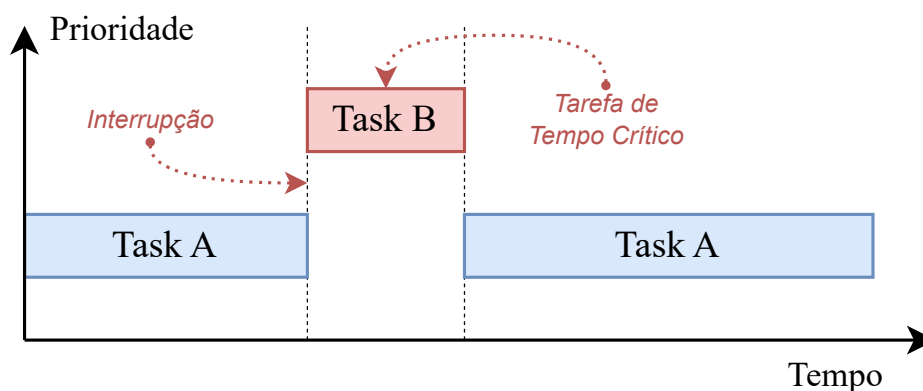 Prioridade
Interrupção
Task B
Tarefa de
Tempo Crítico
Task A
Task A
Tempo